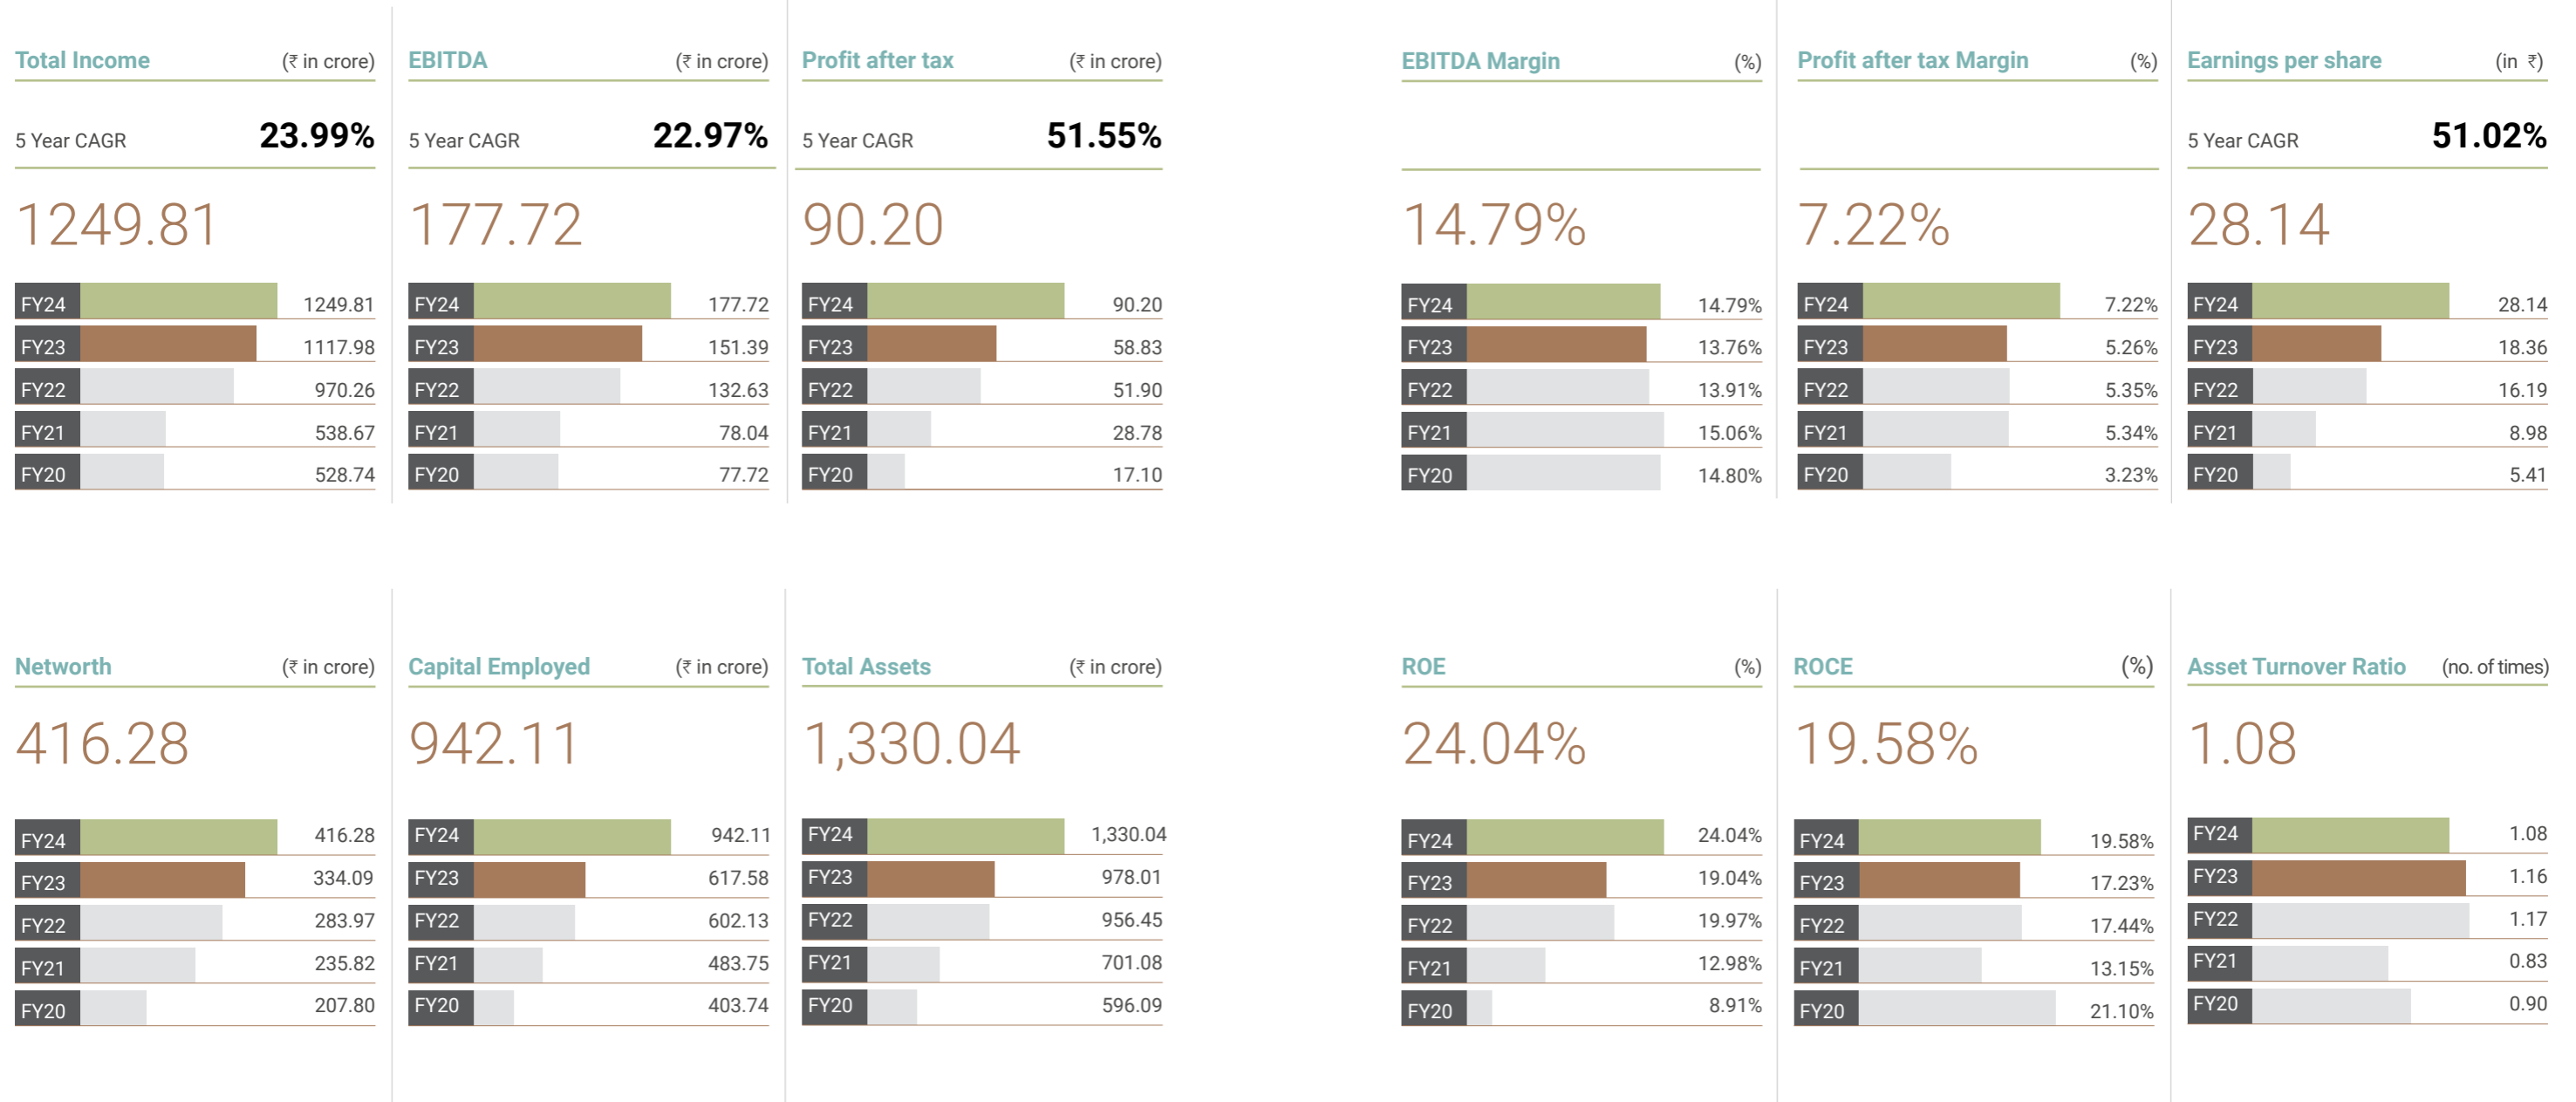 Total Income (₹ in crore)
5 Year CAGR 23.99%
1249.81
FY24 1249.81
FY23 1117.98
FY22 970.26
FY21 538.67
FY20 528.74
EBITDA (₹ in crore)
5 Year CAGR 22.97%
177.72
FY24 177.72
FY23 151.39
FY22 132.63
FY21 78.04
FY20 77.72
Profit after tax (₹ in crore)
5 Year CAGR 51.55%
90.20
FY24 90.20
FY23 58.83
FY22 51.90
FY21 28.78
FY20 17.10
EBITDA Margin (%)
14.79%
FY24 14.79%
FY23 13.76%
FY22 13.91%
FY21 15.06%
FY20 14.80%
Profit after tax Margin (%)
7.22%
FY24 7.22%
FY23 5.26%
FY22 5.35%
FY21 5.34%
FY20 3.23%
Earnings per share (in ₹)
5 Year CAGR 51.02%
28.14
FY24 28.14
FY23 18.36
FY22 16.19
FY21 8.98
FY20 5.41
Networth (₹ in crore)
416.28
FY24 416.28
FY23 334.09
FY22 283.97
FY21 235.82
FY20 207.80
Capital Employed (₹ in crore)
942.11
FY24 942.11
FY23 617.58
FY22 602.13
FY21 483.75
FY20 403.74
Total Assets (₹ in crore)
1,330.04
FY24 1,330.04
FY23 978.01
FY22 956.45
FY21 701.08
FY20 596.09
ROE (%)
24.04%
FY24 24.04%
FY23 19.04%
FY22 19.97%
FY21 12.98%
FY20 8.91%
ROCE (%)
19.58%
FY24 19.58%
FY23 17.23%
FY22 17.44%
FY21 13.15%
FY20 21.10%
Asset Turnover Ratio (no. of times)
1.08
FY24 1.08
FY23 1.16
FY22 1.17
FY21 0.83
FY20 0.90